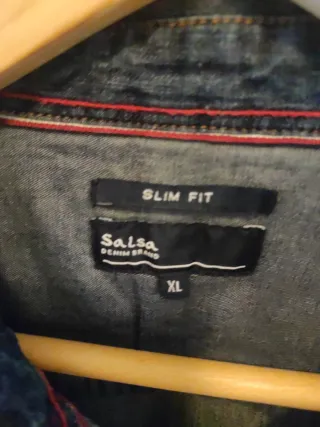 SLIM FIT
Salsa
DENIM BRAND
XL